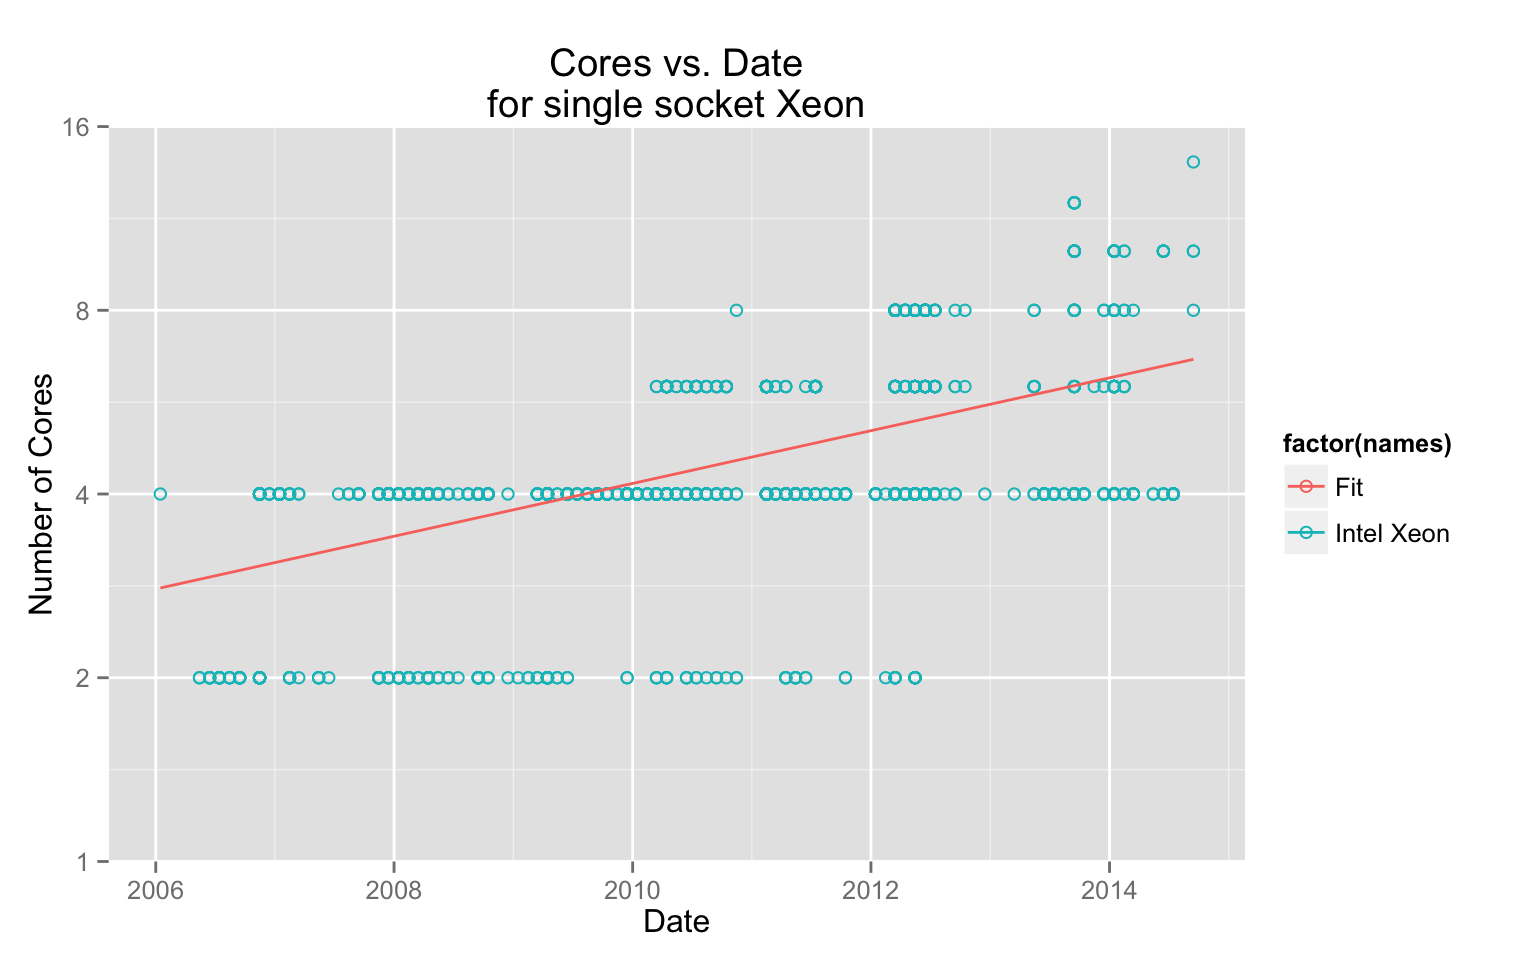 Cores vs. Date
for single socket Xeon
16
8
4
2
1
Number of Cores
2006
2008
2010
2012
2014
Date
factor(names)
Fit
Intel Xeon